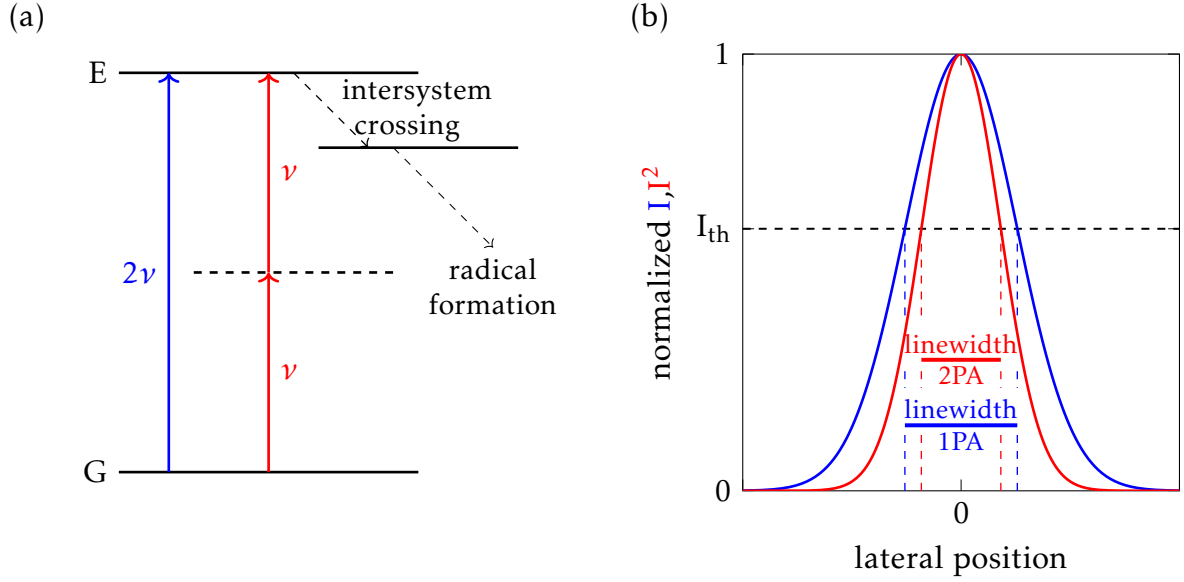 (a)
E
intersystem
crossing
ν
2ν
radical
formation
ν
G
(b)
1
normalized I,I²
I_th
linewidth
2PA
linewidth
1PA
0
0
lateral position